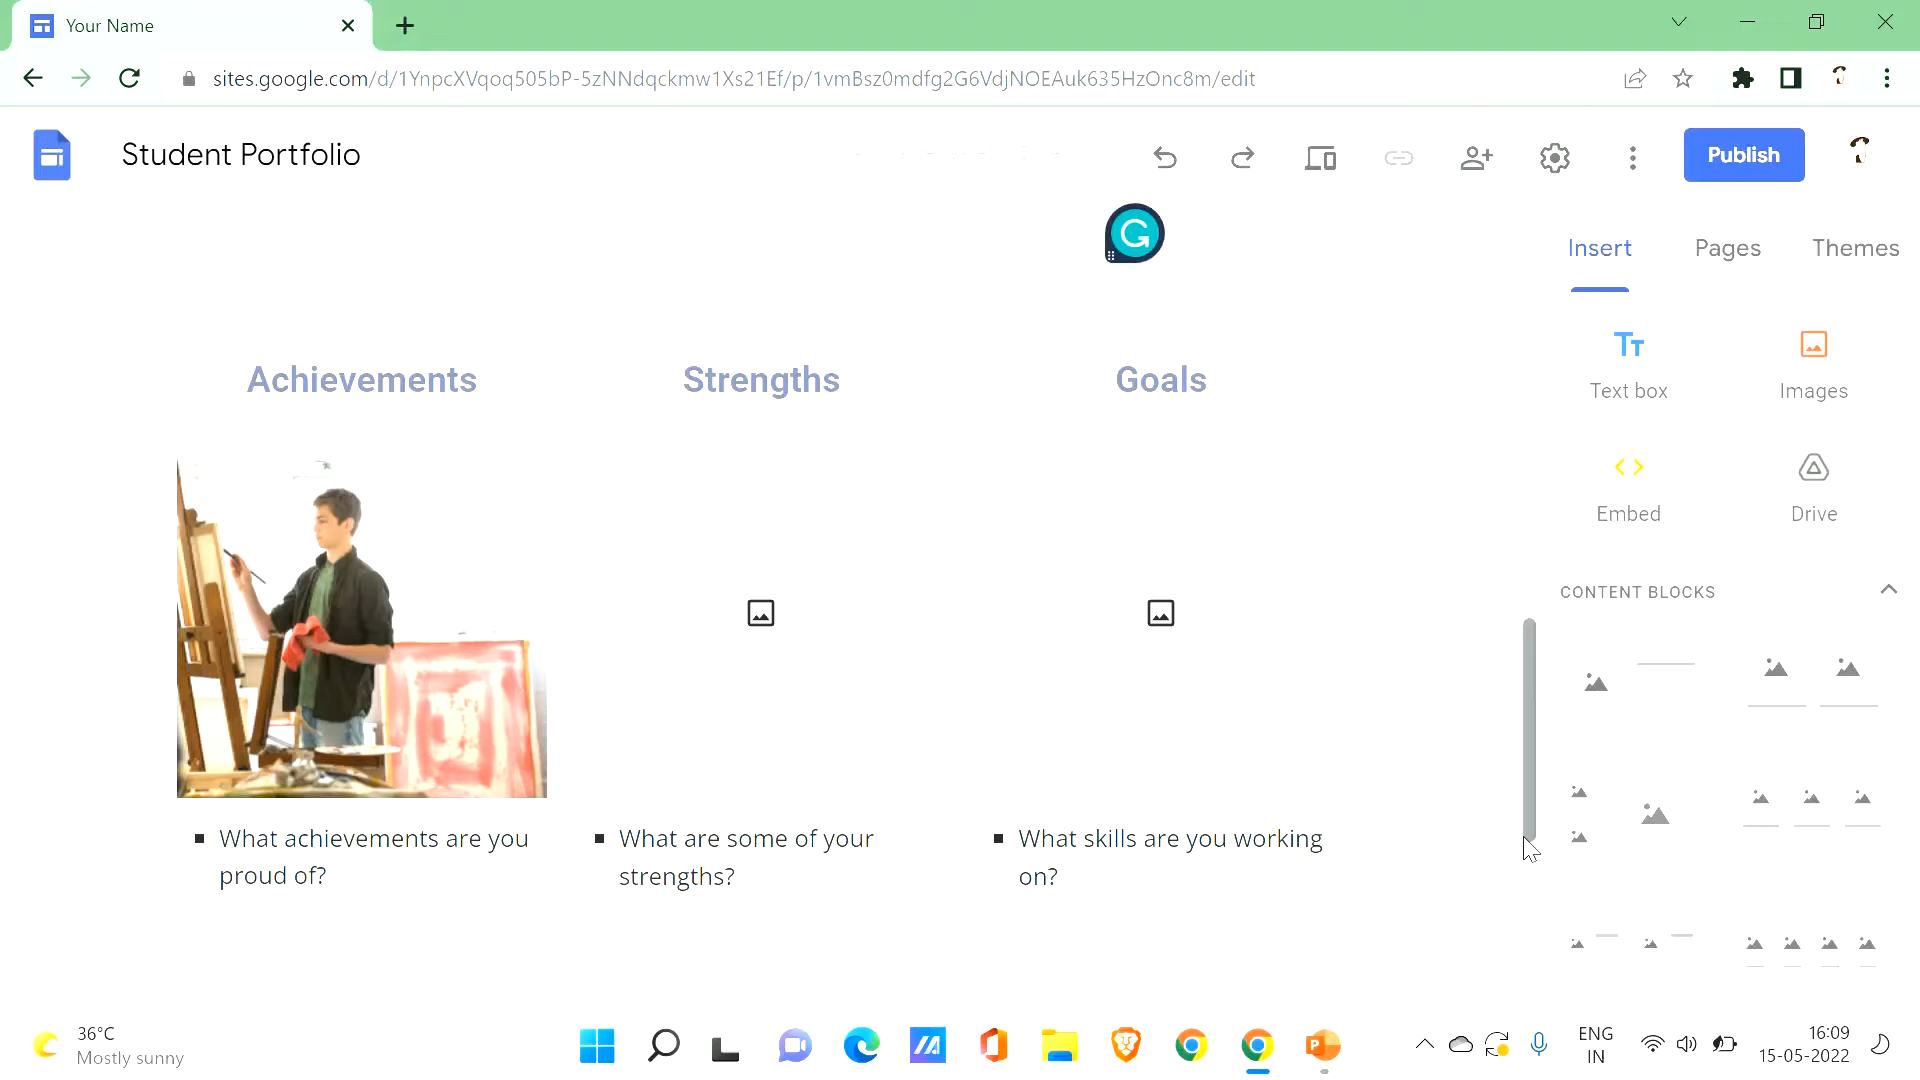 Your Name
sites.google.com/d/1YnpcXVqoq505bP-5zNNdqckmw1Xs21Ef/p/1vmBsz0mdfg2G6VdjNOEAuk635HzOnc8m/edit
Student Portfolio
Publish
Insert Pages Themes
Text box Images
Embed Drive
CONTENT BLOCKS
Achievements Strengths Goals
What achievements are you
proud of?
What are some of your
strengths?
What skills are you working
on?
36°C
Mostly sunny
ENG
IN
16:09
15-05-2022